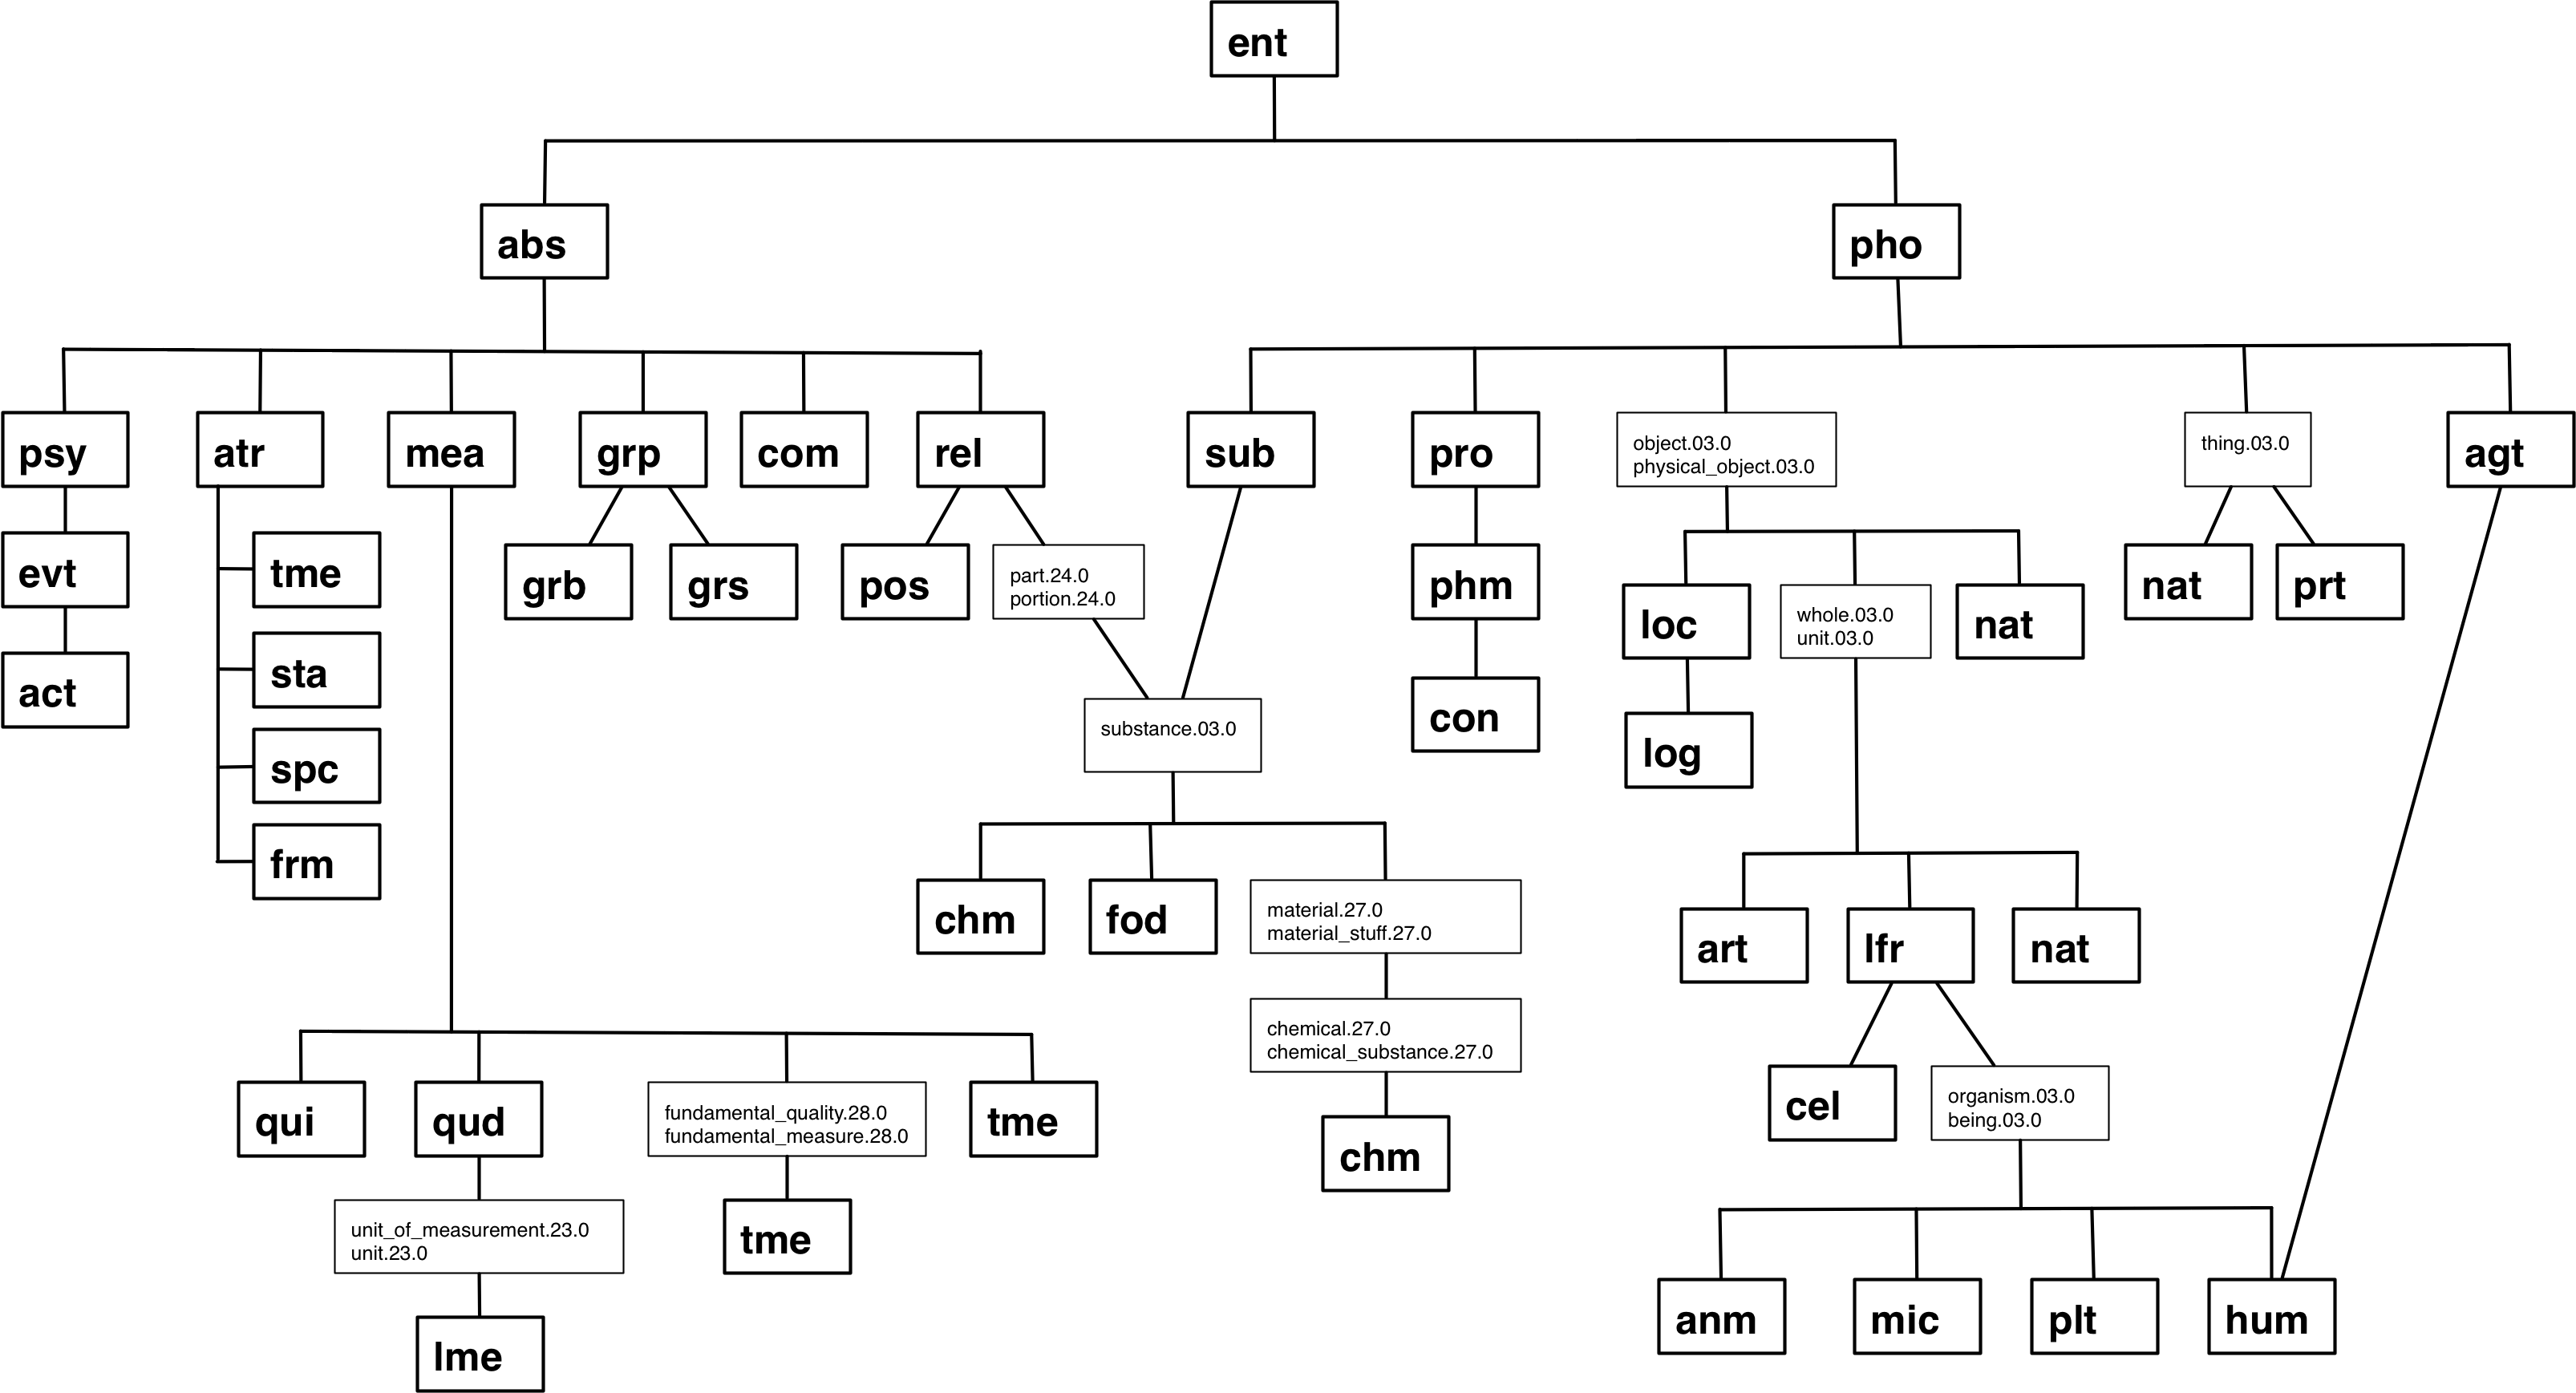 ent
abs
pho
psy
atr
mea
grp
com
rel
sub
pro
object.03.0
physical_object.03.0
thing.03.0
agt
evt
tme
grb
grs
pos
part.24.0
portion.24.0
phm
loc
whole.03.0
unit.03.0
nat
nat
prt
act
sta
spc
frm
substance.03.0
con
log
chm
fod
material.27.0
material_stuff.27.0
art
lfr
nat
chemical.27.0
chemical_substance.27.0
qui
qud
fundamental_quality.28.0
fundamental_measure.28.0
tme
chm
cel
organism.03.0
being.03.0
unit_of_measurement.23.0
unit.23.0
tme
lme
anm
mic
plt
hum